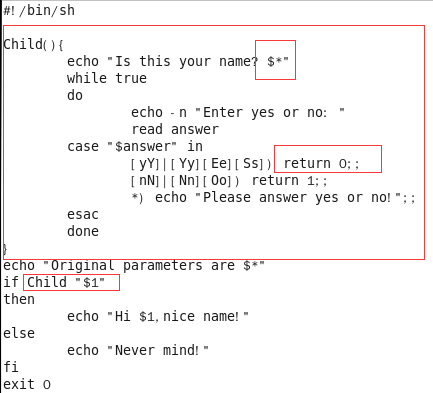 #!/bin/sh
Child(){
        echo "Is this your name? $*"
        while true
        do
                echo -n "Enter yes or no: "
                read answer
        case "$answer" in
                [yY]|[Yy][Ee][Ss]) return 0;;
                [nN]|[Nn][Oo]) return 1;;
                *) echo "Please answer yes or no!";;
        esac
        done
}
echo "Original parameters are $*"
if Child "$1"
then
        echo "Hi $1,nice name!"
else
        echo "Never mind!"
fi
exit 0